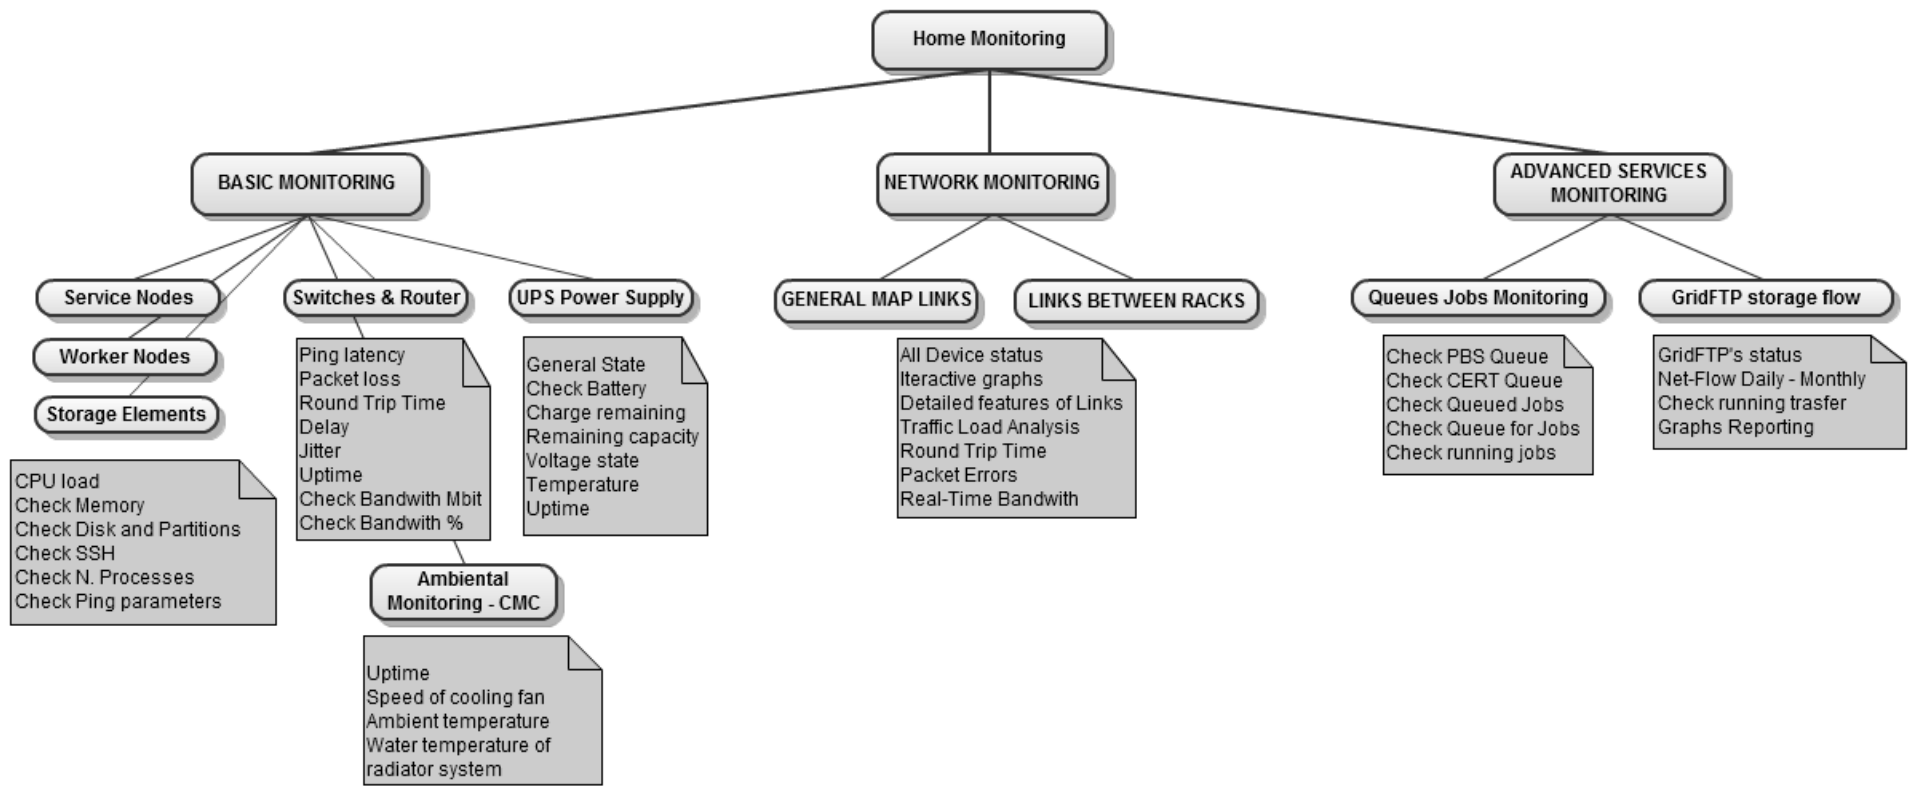 Home Monitoring
BASIC MONITORING
NETWORK MONITORING
ADVANCED SERVICES
MONITORING
Service Nodes
Worker Nodes
Storage Elements
CPU load
Check Memory
Check Disk and Partitions
Check SSH
Check N. Processes
Check Ping parameters
Switches & Router
Ping latency
Packet loss
Round Trip Time
Delay
Jitter
Uptime
Check Bandwith Mbit
Check Bandwith %
Ambiental
Monitoring - CMC
Uptime
Speed of cooling fan
Ambient temperature
Water temperature of
radiator system
UPS Power Supply
General State
Check Battery
Charge remaining
Remaining capacity
Voltage state
Temperature
Uptime
GENERAL MAP LINKS
LINKS BETWEEN RACKS
All Device status
Iteractive graphs
Detailed features of Links
Traffic Load Analysis
Round Trip Time
Packet Errors
Real-Time Bandwith
Queues Jobs Monitoring
Check PBS Queue
Check CERT Queue
Check Queued Jobs
Check Queue for Jobs
Check running jobs
GridFTP storage flow
GridFTP's status
Net-Flow Daily - Monthly
Check running trasfer
Graphs Reporting